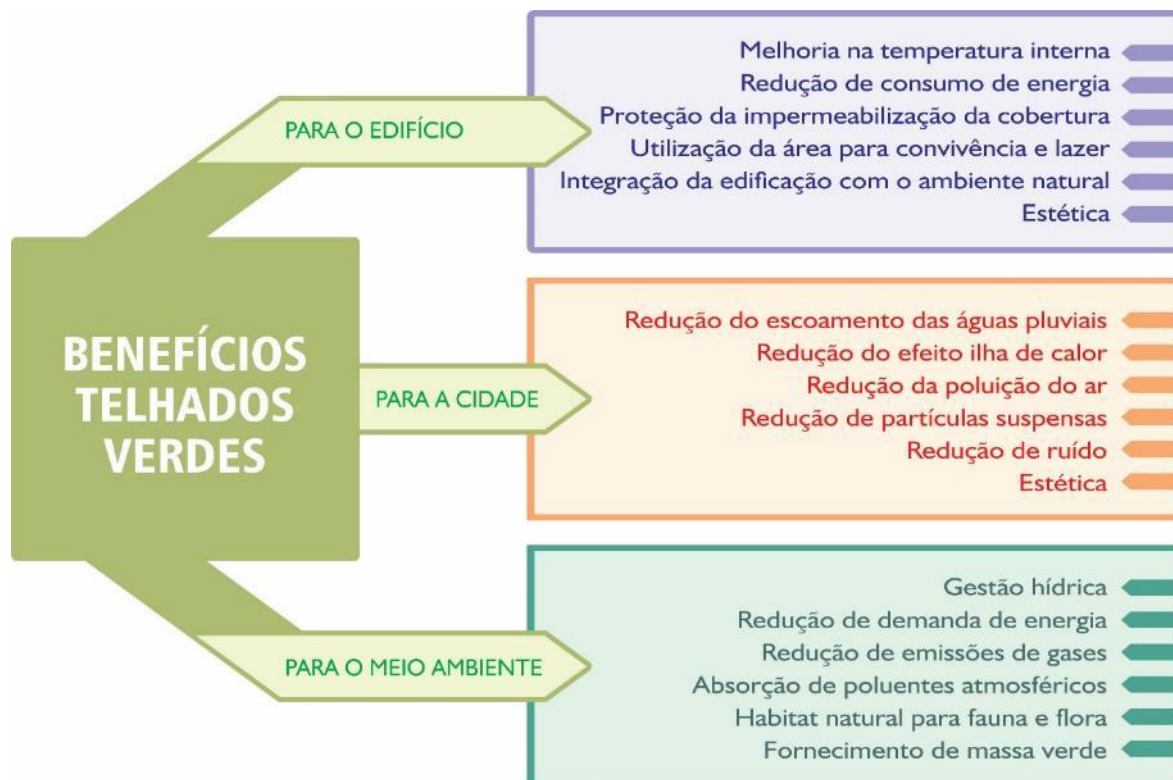 BENEFÍCIOS
TELHADOS
VERDES
PARA O EDIFÍCIO
Melhoria na temperatura interna
Redução de consumo de energia
Proteção da impermeabilização da cobertura
Utilização da área para convivência e lazer
Integração da edificação com o ambiente natural
Estética
PARA A CIDADE
Redução do escoamento das águas pluviais
Redução do efeito ilha de calor
Redução da poluição do ar
Redução de partículas suspensas
Redução de ruído
Estética
PARA O MEIO AMBIENTE
Gestão hídrica
Redução de demanda de energia
Redução de emissões de gases
Absorção de poluentes atmosféricos
Habitat natural para fauna e flora
Fornecimento de massa verde